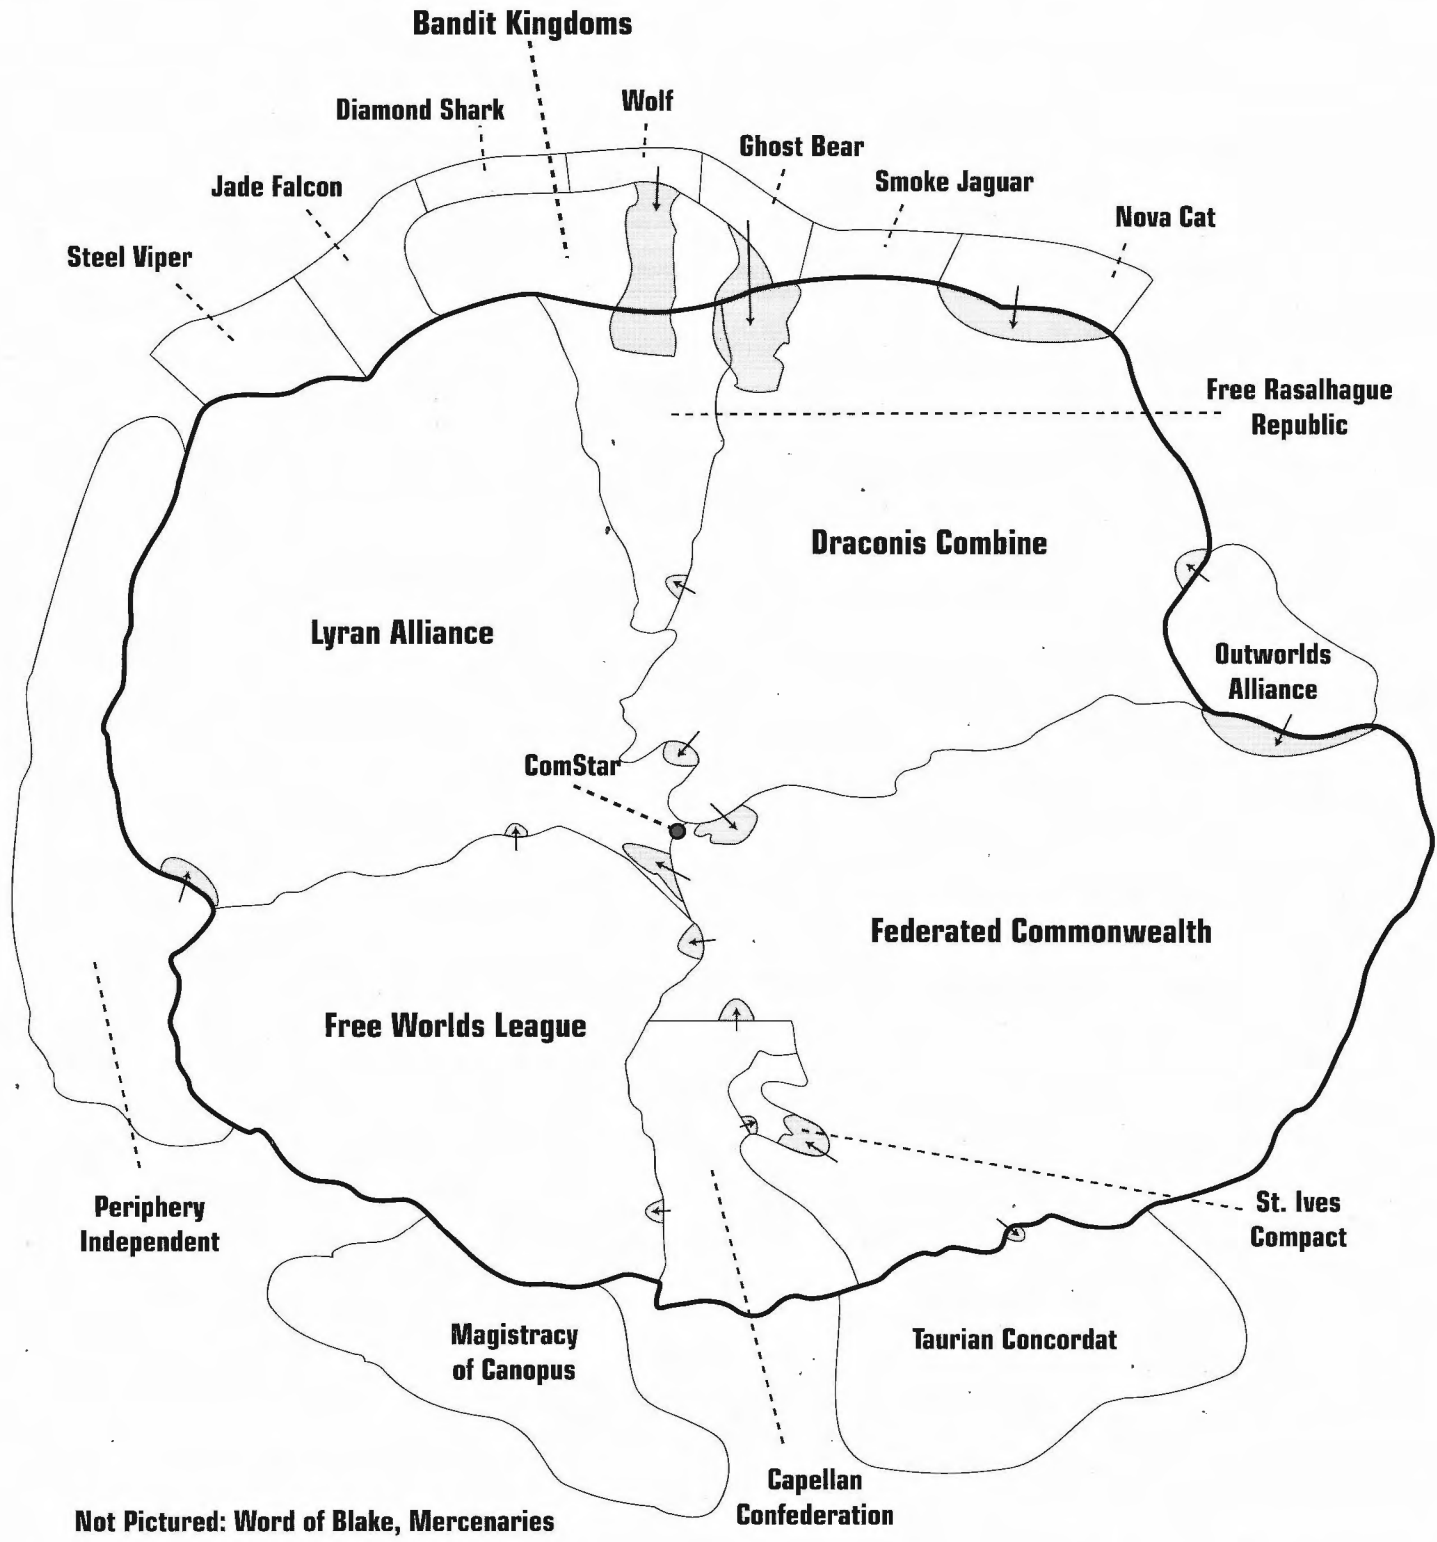 Bandit Kingdoms
Diamond Shark
Wolf
Ghost Bear
Jade Falcon
Smoke Jaguar
Nova Cat
Steel Viper
Free Rasalhague
Republic
Draconis Combine
Lyran Alliance
Outworlds
Alliance
ComStar
Federated Commonwealth
Free Worlds League
Periphery
Independent
St. Ives
Compact
Magistracy
of Canopus
Taurian Concordat
Capellan
Confederation
Not Pictured: Word of Blake, Mercenaries